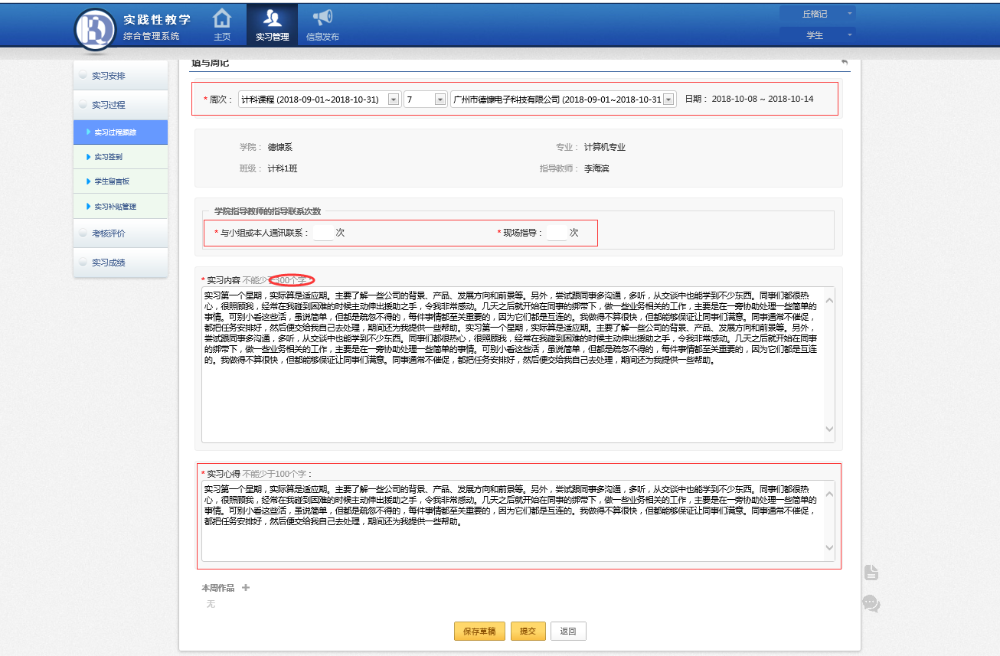 实践性教学
综合管理系统
主页
实习管理
信息发布
丘格记
学生
实习安排
实习过程
实习过程跟踪
实习签到
学生留言板
实习补贴管理
考核评价
实习成绩
填写周记
* 周次： 计科课程 (2018-09-01~2018-10-31) 7 广州市德慷电子科技有限公司 (2018-09-01~2018-10-31 日期： 2018-10-08 ~ 2018-10-14
学院： 德慷系 专业： 计算机专业
班级： 计科1班 指导教师： 李海滨
学院指导教师的指导联系次数
* 与小组或本人通讯联系： 次 * 现场指导： 次
* 实习内容 不能少于300个字：
实习第一个星期，实际算是适应期。主要了解一些公司的背景、产品、发展方向和前景等。另外，尝试跟同事多沟通，多听，从交谈中也能学到不少东西。同事们都很热
心，很照顾我，经常在我碰到困难的时候主动伸出援助之手，令我非常感动。几天之后就开始在同事的绑带下，做一些业务相关的工作，主要是在一旁协助处理一些简单的
事情。可别小看这些活，虽说简单，但都是疏忽不得的，每件事情都至关重要的，因为它们都是互连的。我做得不算很快，但都能够保证让同事们满意。同事通常不催促，
都把任务安排好，然后便交给我自己去处理，期间还为我提供一些帮助。实习第一个星期，实际算是适应期。主要了解一些公司的背景、产品、发展方向和前景等。另外，
尝试跟同事多沟通，多听，从交谈中也能学到不少东西。同事们都很热心，很照顾我，经常在我碰到困难的时候主动伸出援助之手，令我非常感动。几天之后就开始在同事
的绑带下，做一些业务相关的工作，主要是在一旁协助处理一些简单的事情。可别小看这些活，虽说简单，但都是疏忽不得的，每件事情都至关重要的，因为它们都是互连
的。我做得不算很快，但都能够保证让同事们满意。同事通常不催促，都把任务安排好，然后便交给我自己去处理，期间还为我提供一些帮助。
* 实习心得 不能少于100个字：
实习第一个星期，实际算是适应期。主要了解一些公司的背景、产品、发展方向和前景等。另外，尝试跟同事多沟通，多听，从交谈中也能学到不少东西。同事们都很热
心，很照顾我，经常在我碰到困难的时候主动伸出援助之手，令我非常感动。几天之后就开始在同事的绑带下，做一些业务相关的工作，主要是在一旁协助处理一些简单的
事情。可别小看这些活，虽说简单，但都是疏忽不得的，每件事情都至关重要的，因为它们都是互连的。我做得不算很快，但都能够保证让同事们满意。同事通常不催促，
都把任务安排好，然后便交给我自己去处理，期间还为我提供一些帮助。
本周作品
无
保存草稿 提交 返回